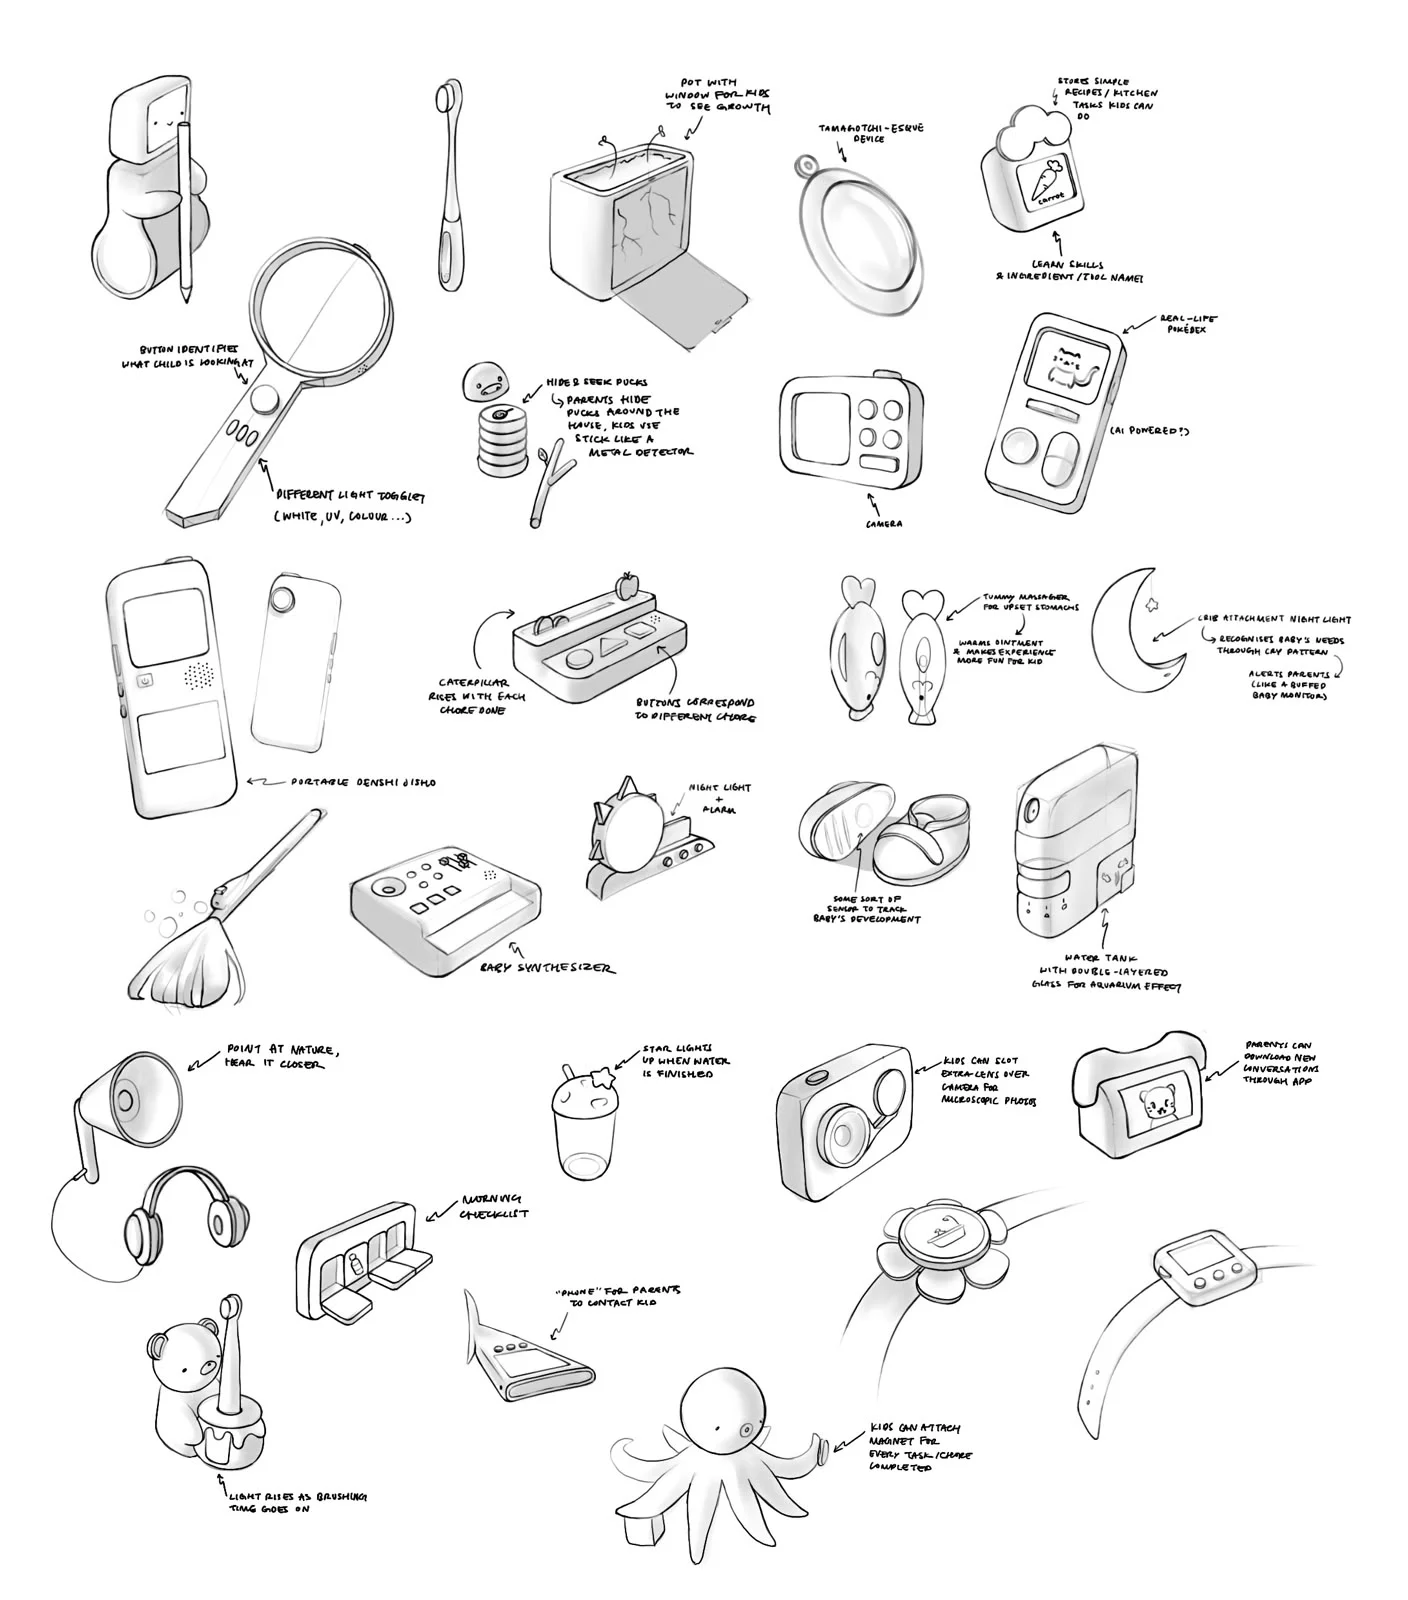 POT WITH
WINDOW FOR KIDS
TO SEE GROWTH
TAMAGOTCHI-ESQUE
DEVICE
STORES SIMPLE
RECIPES / KITCHEN
TASKS KIDS CAN
DO
carrot
LEARN SKILLS
& INGREDIENT / TOOL NAMES
BUTTON IDENTIFIES
WHAT CHILD IS LOOKING AT
DIFFERENT LIGHT TOGGLES
(WHITE, UV, COLOUR...)
HIDE & SEEK PUCKS
PARENTS HIDE
PUCKS AROUND THE
HOUSE, KIDS USE
STICK LIKE A
METAL DETECTOR
CAMERA
REAL-LIFE
POKÉDEX
(AI POWERED?)
PORTABLE DENSHI JISHO
CATERPILLAR
RISES WITH EACH
CHORE DONE
BUTTONS CORRESPOND
TO DIFFERENT CHORE
TUMMY MASSAGER
FOR UPSET STOMACHS
WARMS OINTMENT
& MAKES EXPERIENCE
MORE FUN FOR KID
CRIB ATTACHMENT NIGHT LIGHT
RECOGNISES BABY'S NEEDS
THROUGH CRY PATTERN
ALERTS PARENTS
(LIKE A BUFFED
BABY MONITOR)
NIGHT LIGHT
+
ALARM
BABY SYNTHESIZER
SOME SORT OF
SENSOR TO TRACK
BABY'S DEVELOPMENT
WATER TANK
WITH DOUBLE-LAYERED
GLASS FOR AQUARIUM EFFECT
POINT AT NATURE,
HEAR IT CLOSER
STAR LIGHTS
UP WHEN WATER
IS FINISHED
KIDS CAN SLOT
EXTRA-LENS OVER
CAMERA FOR
MICROSCOPIC PHOTOS
PARENTS CAN
DOWNLOAD NEW
CONVERSATIONS
THROUGH APP
MORNING
CHECKLIST
"PHONE" FOR PARENTS
TO CONTACT KID
LIGHT RISES AS BRUSHING
TIME GOES ON
KIDS CAN ATTACH
MAGNET FOR
EVERY TASK/CHORE
COMPLETED